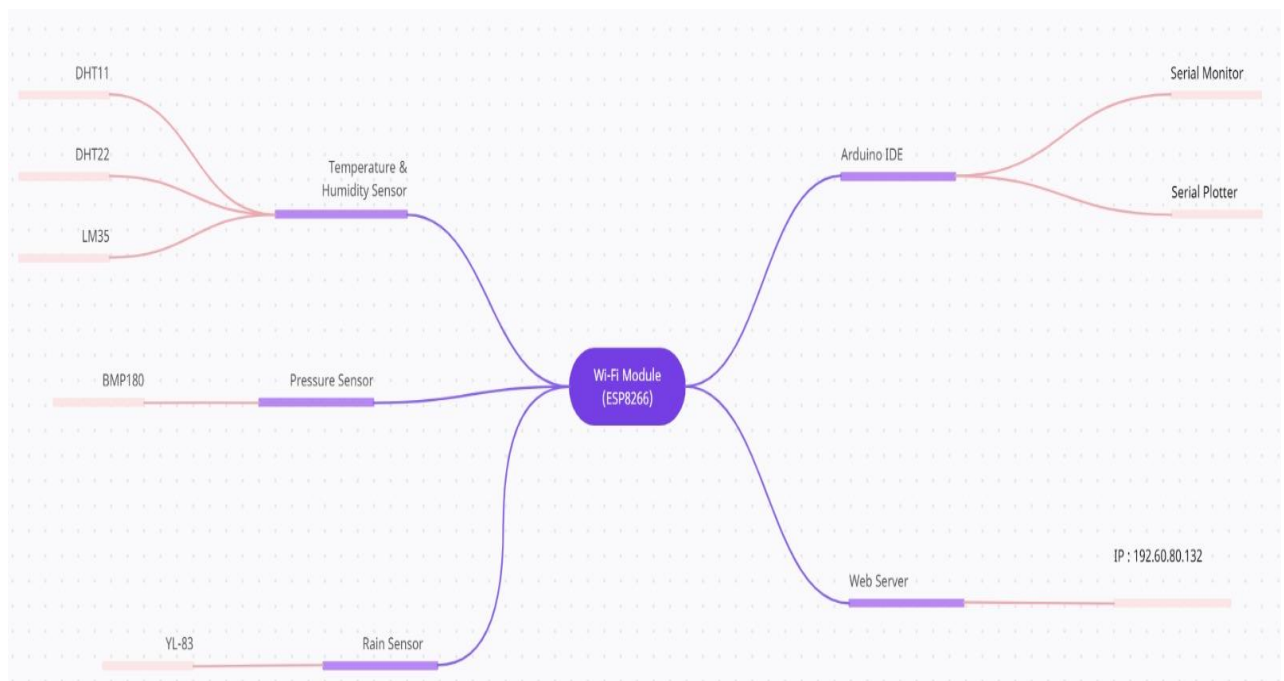 DHT11
DHT22
LM35
Temperature &
Humidity Sensor
BMP180
Pressure Sensor
YL-83
Rain Sensor
Wi-Fi Module
(ESP8266)
Arduino IDE
Serial Monitor
Serial Plotter
Web Server
IP : 192.60.80.132